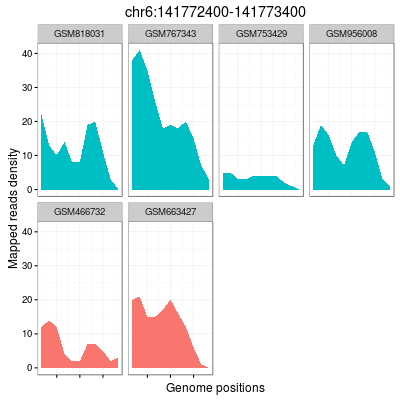 chr6:141772400-141773400
GSM818031 GSM767343 GSM753429 GSM956008
40
30
20
10
0
GSM466732 GSM663427
40
30
20
10
0
Mapped reads density
Genome positions